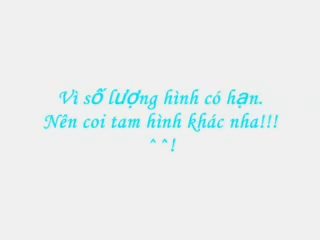 Vì số lượng hình có hạn.
Nên coi tam hình khác nha!!!
^ ^!